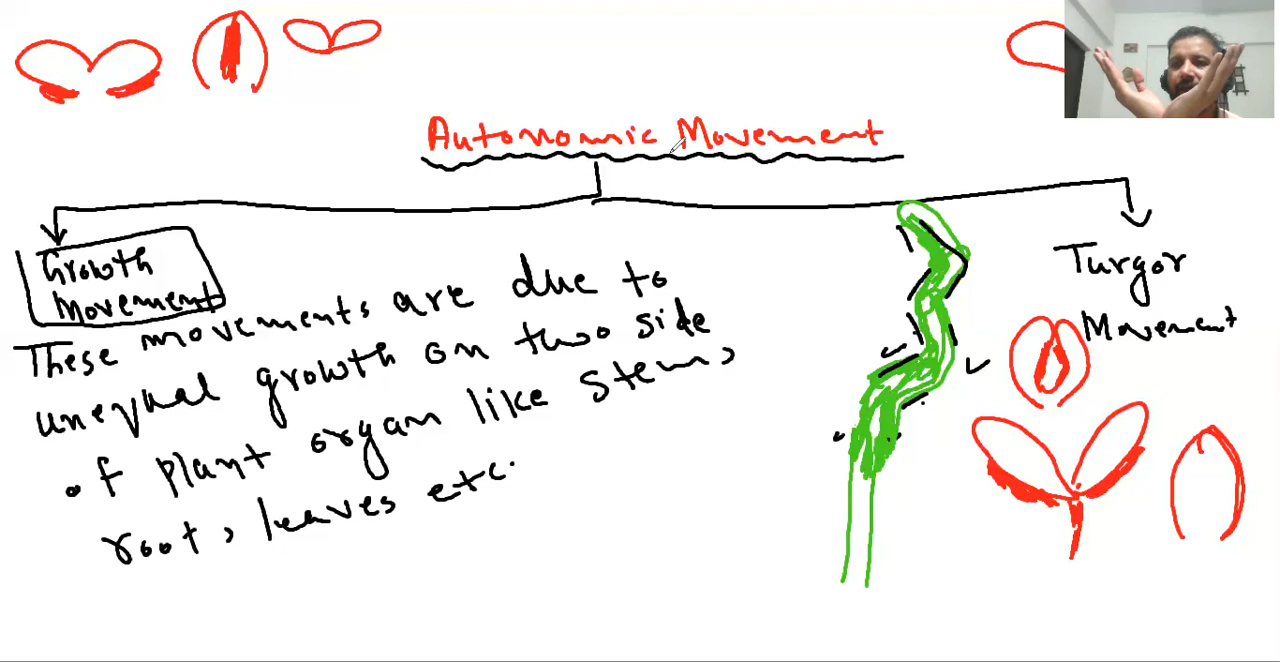 Autonomic Movement
Growth
Movement
Turgor
Movement
These movements are due to
unequal growth on two side
of plant organ like stem,
root, leaves etc.